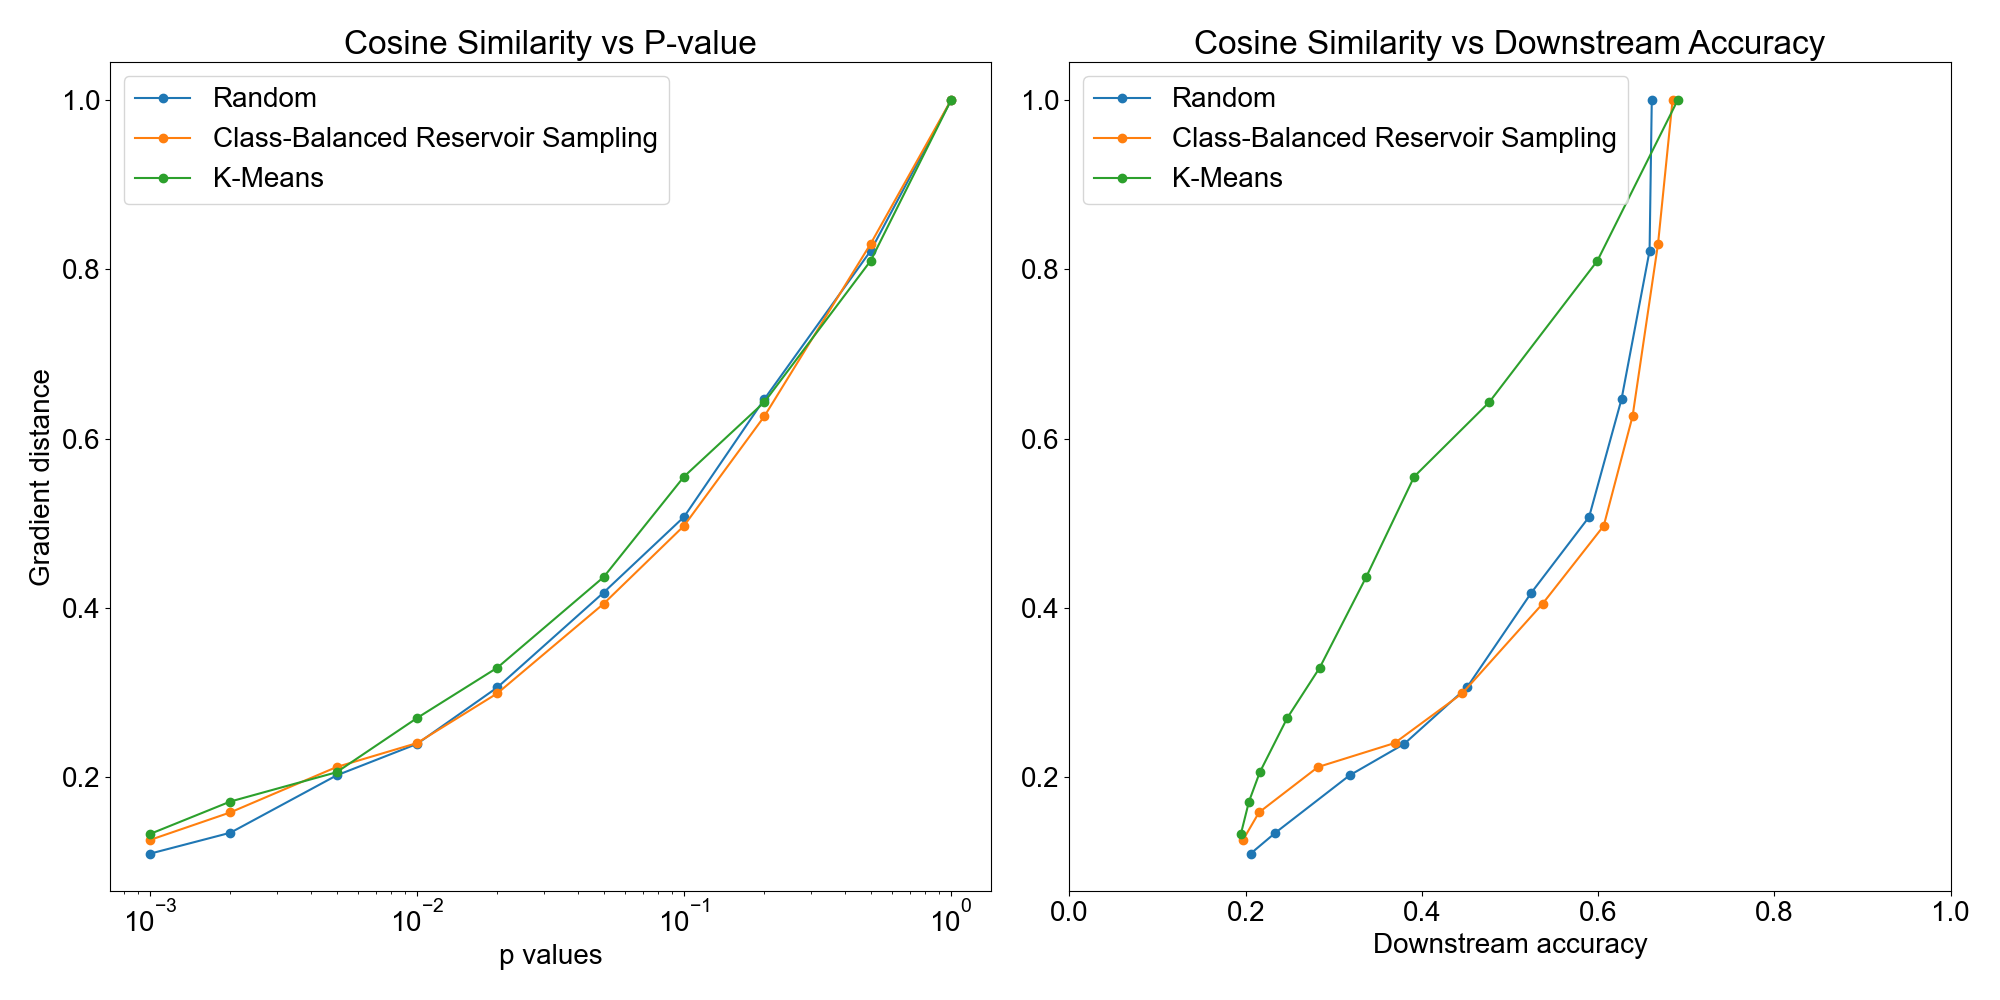 Cosine Similarity vs P-value
Random
Class-Balanced Reservoir Sampling
K-Means
Gradient distance
1.0
0.8
0.6
0.4
0.2
10⁻³ 10⁻² 10⁻¹ 10⁰
p values
Cosine Similarity vs Downstream Accuracy
Random
Class-Balanced Reservoir Sampling
K-Means
1.0
0.8
0.6
0.4
0.2
0.0 0.2 0.4 0.6 0.8 1.0
Downstream accuracy